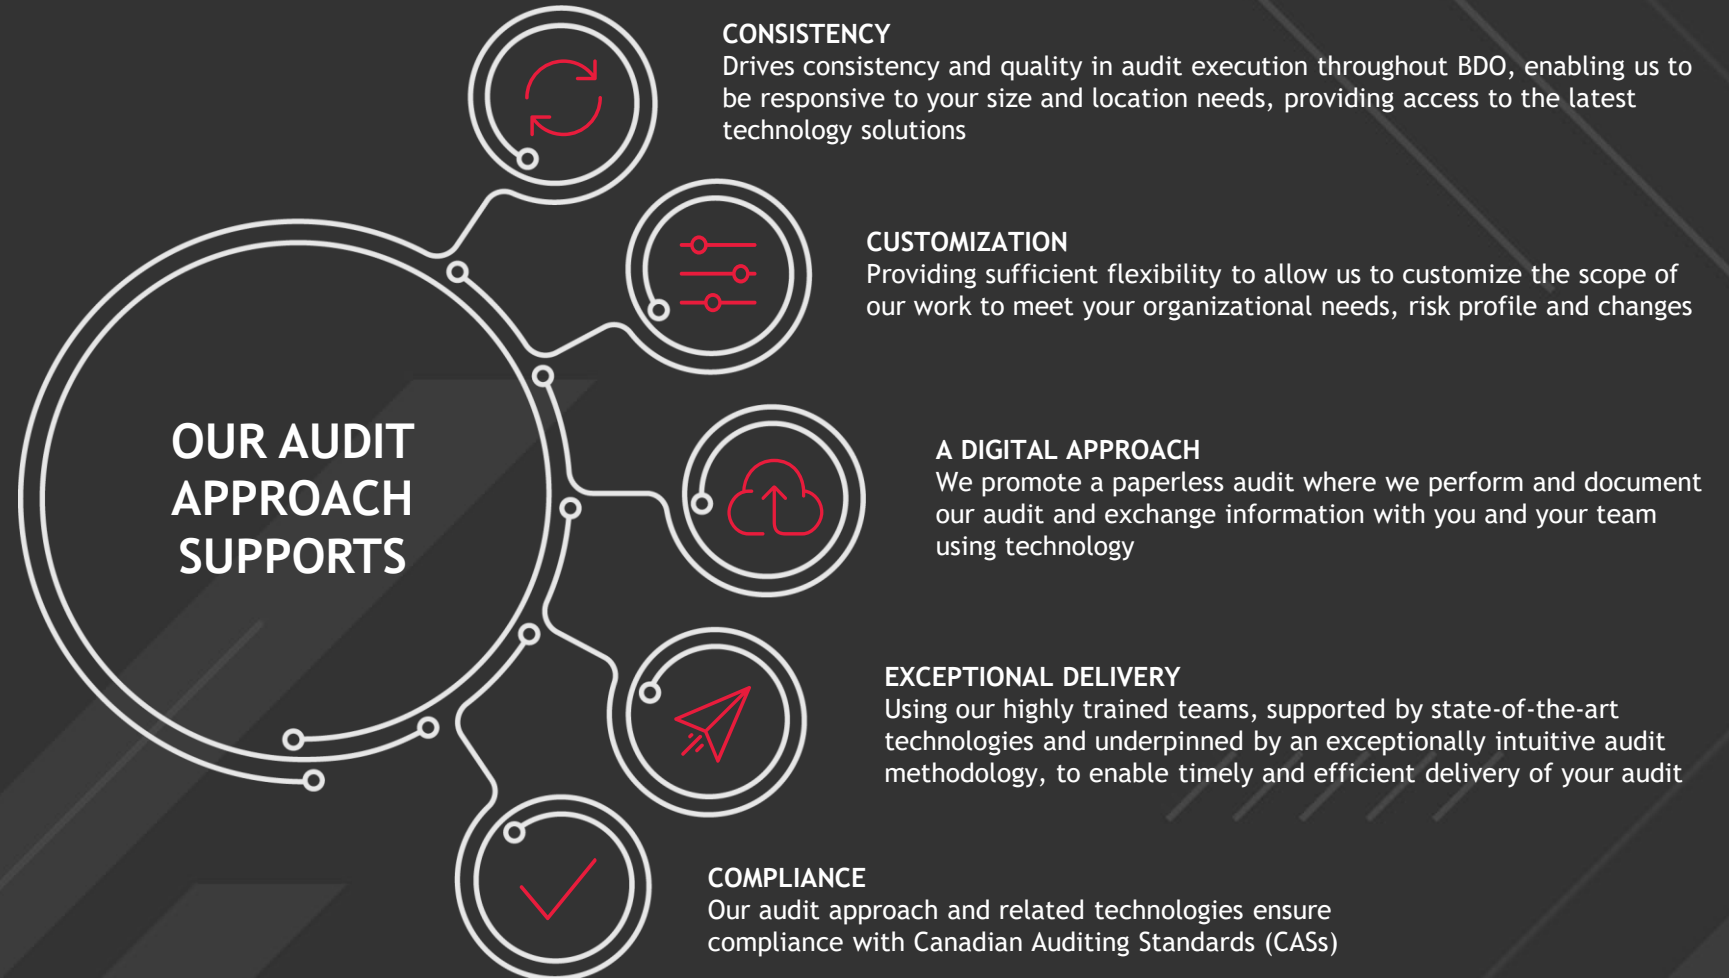 CONSISTENCY
Drives consistency and quality in audit execution throughout BDO, enabling us to
be responsive to your size and location needs, providing access to the latest
technology solutions
CUSTOMIZATION
Providing sufficient flexibility to allow us to customize the scope of
our work to meet your organizational needs, risk profile and changes
OUR AUDIT
APPROACH
SUPPORTS
A DIGITAL APPROACH
We promote a paperless audit where we perform and document
our audit and exchange information with you and your team
using technology
EXCEPTIONAL DELIVERY
Using our highly trained teams, supported by state-of-the-art
technologies and underpinned by an exceptionally intuitive audit
methodology, to enable timely and efficient delivery of your audit
COMPLIANCE
Our audit approach and related technologies ensure
compliance with Canadian Auditing Standards (CASs)